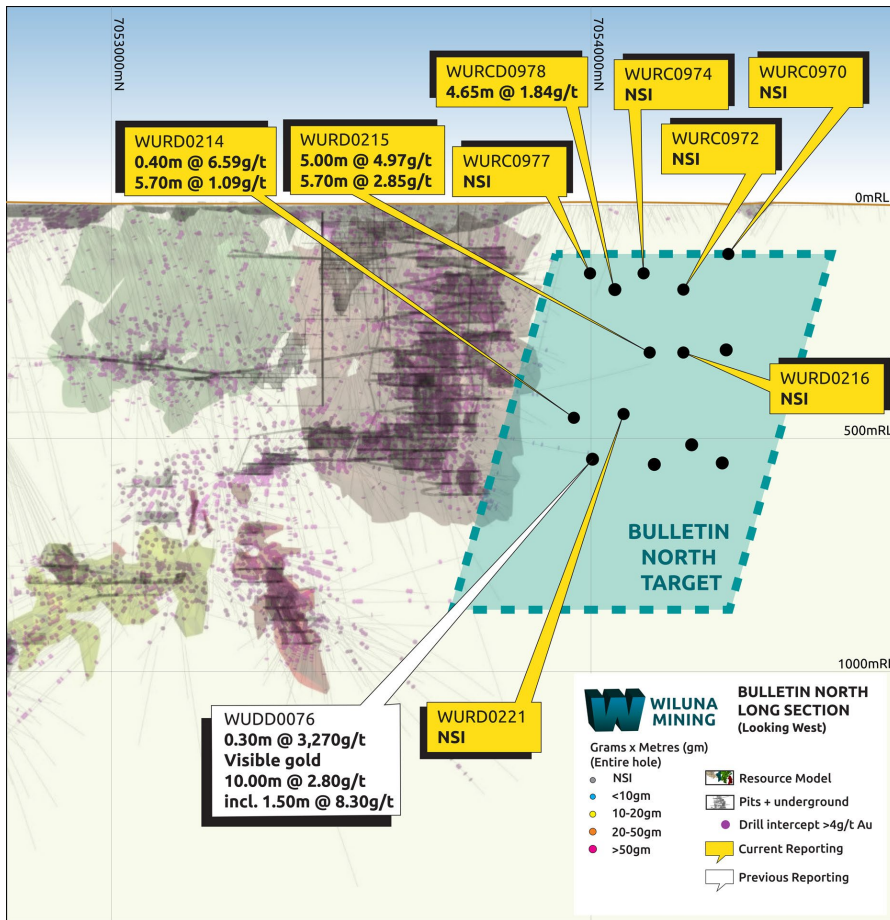 7053000mN
7054000mN
WURCD0978
4.65m @ 1.84g/t
WURC0974
NSI
WURC0970
NSI
WURD0214
0.40m @ 6.59g/t
5.70m @ 1.09g/t
WURD0215
5.00m @ 4.97g/t
5.70m @ 2.85g/t
WURC0977
NSI
WURC0972
NSI
0mRL
WURD0216
NSI
500mRL
BULLETIN
NORTH
TARGET
1000mRL
WUDD0076
0.30m @ 3,270g/t
Visible gold
10.00m @ 2.80g/t
incl. 1.50m @ 8.30g/t
WURD0221
NSI
WILUNA
MINING
BULLETIN NORTH
LONG SECTION
(Looking West)
Grams x Metres (gm)
(Entire hole)
NSI
<10gm
10-20gm
20-50gm
>50gm
Resource Model
Pits + underground
Drill intercept >4g/t Au
Current Reporting
Previous Reporting